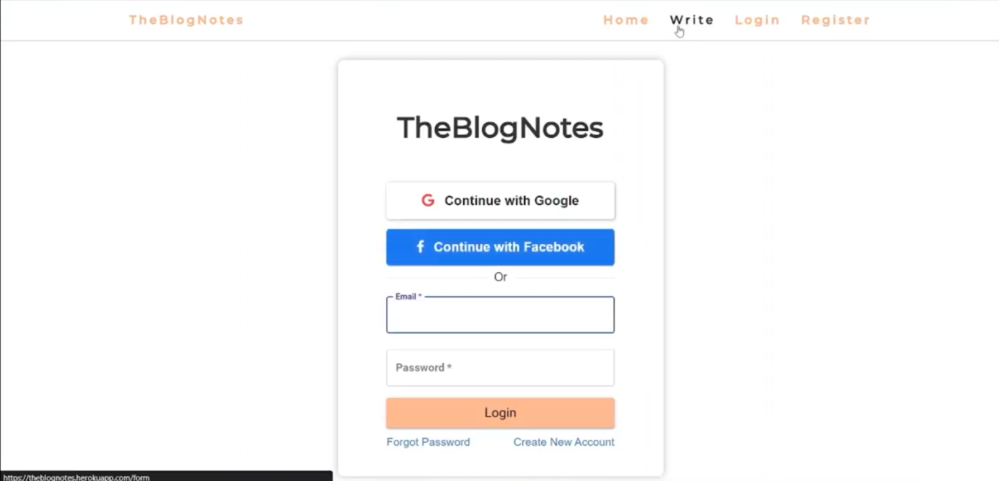 TheBlogNotes Home Write Login Register
TheBlogNotes
Continue with Google
Continue with Facebook
Or
Email *
Password *
Login
Forgot Password Create New Account
https://theblognotes.herokuapp.com/form